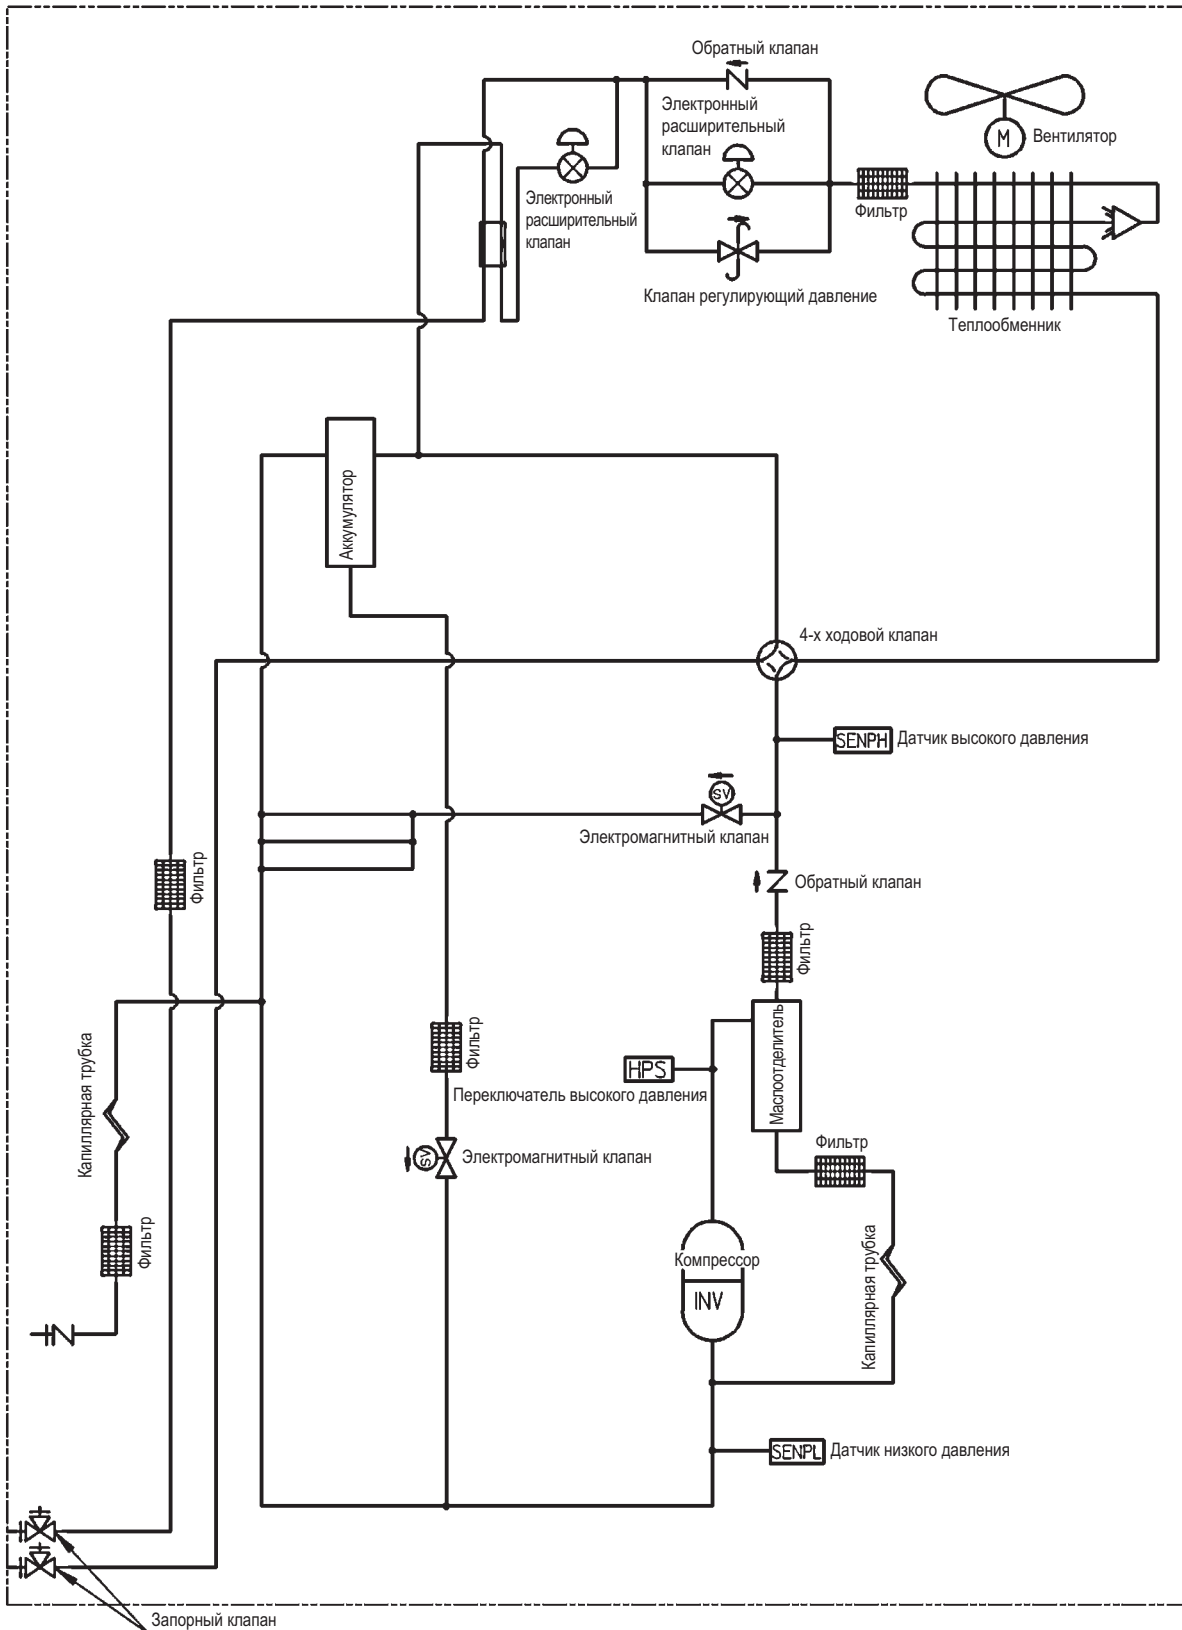 Обратный клапан
Электронный
расширительный
клапан
M
Вентилятор
Электронный
расширительный
клапан
Фильтр
Клапан регулирующий давление
Теплообменник
Аккумулятор
4-х ходовой клапан
SENPH
Датчик высокого давления
SV
Электромагнитный клапан
Фильтр
Обратный клапан
Фильтр
Маслоотделитель
Капиллярная трубка
Фильтр
HPS
Переключатель высокого давления
SV
Электромагнитный клапан
Фильтр
Фильтр
Компрессор
INV
Капиллярная трубка
SENPL
Датчик низкого давления
Запорный клапан